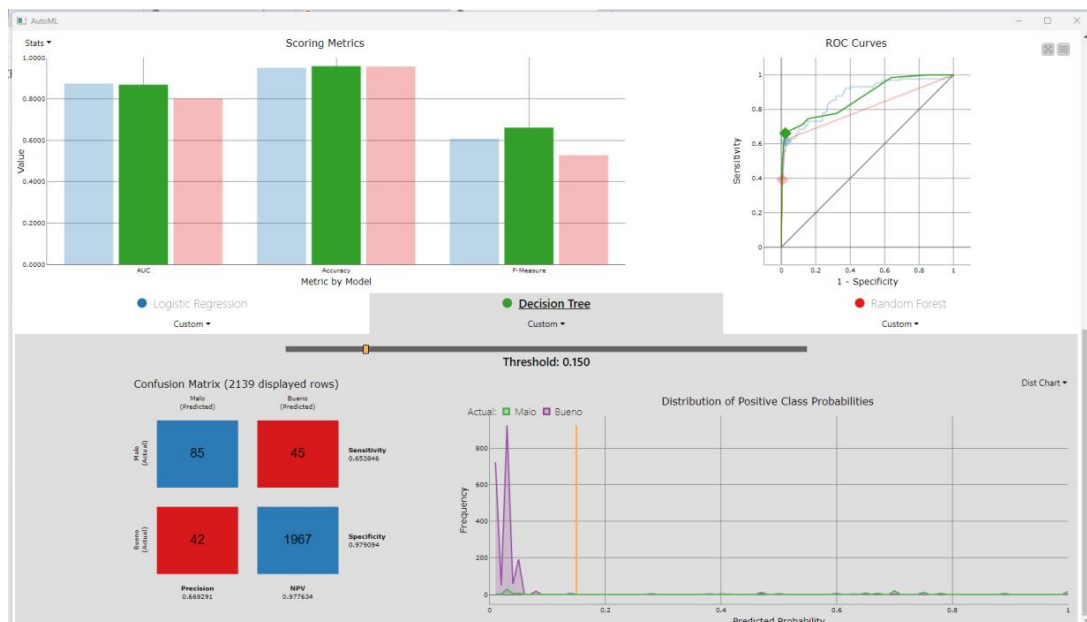 AutoML
Stats
Scoring Metrics
ROC Curves
1.0000
0.8000
0.6000
0.4000
0.2000
0.0000
Value
AUC
Accuracy
F-Measure
Metric by Model
1
0.8
0.6
0.4
0.2
0
Sensitivity
0 0.2 0.4 0.6 0.8 1
1 - Specificity
Logistic Regression
Decision Tree
Random Forest
Custom
Custom
Custom
Threshold: 0.150
Confusion Matrix (2139 displayed rows)
Dist Chart
Malo
(Predicted)
Bueno
(Predicted)
Malo
(Actual)
85
45
Sensitivity
0.653846
Bueno
(Actual)
42
1967
Specificity
0.979094
Precision
0.669291
NPV
0.977634
Distribution of Positive Class Probabilities
Actual: Malo Bueno
800
600
400
200
0
Frequency
0 0.2 0.4 0.6 0.8 1
Predicted Probability